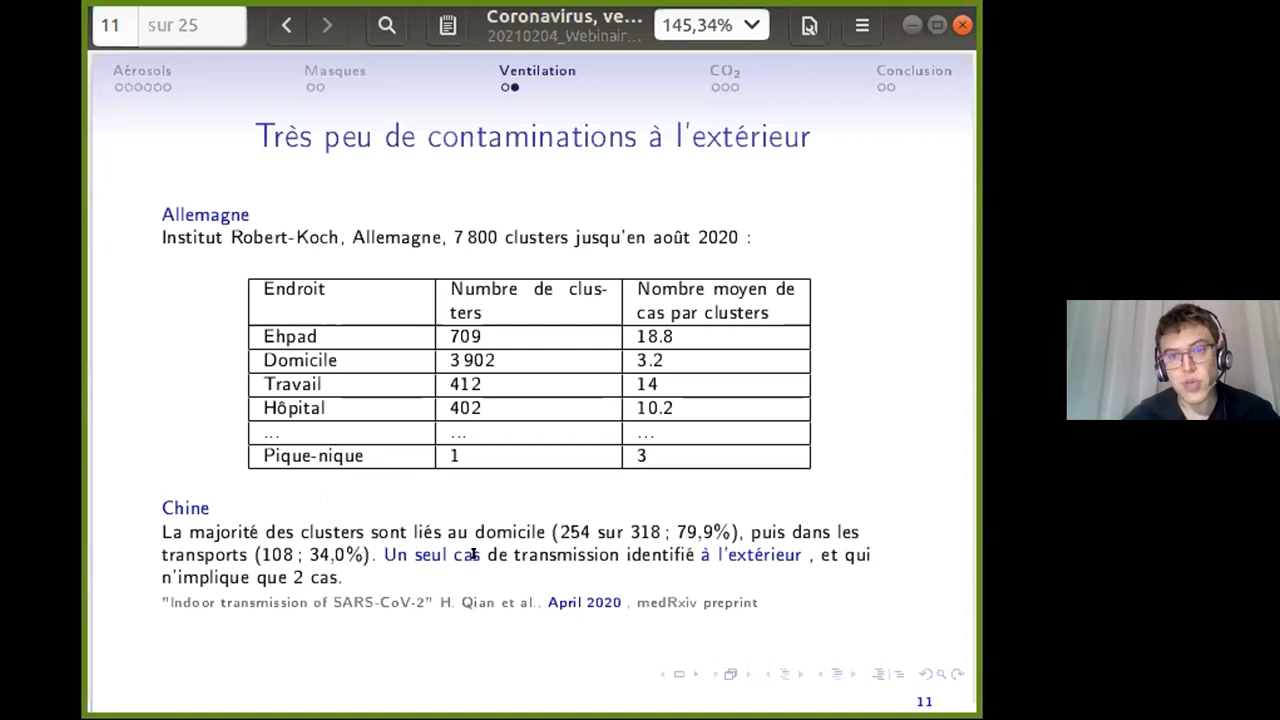 11 sur 25
Coronavirus, ve...
20210204_Webinair...
145,34%
Aérosols Masques Ventilation CO₂ Conclusion
Très peu de contaminations à l'extérieur
Allemagne
Institut Robert-Koch, Allemagne, 7 800 clusters jusqu'en août 2020 :
Endroit Numbre de clus- Nombre moyen de
ters cas par clusters
Ehpad 709 18.8
Domicile 3 902 3.2
Travail 412 14
Hôpital 402 10.2
... ... ...
Pique-nique 1 3
Chine
La majorité des clusters sont liés au domicile (254 sur 318 ; 79,9%), puis dans les
transports (108 ; 34,0%). Un seul cas de transmission identifié à l'extérieur , et qui
n'implique que 2 cas.
"Indoor transmission of SARS-CoV-2" H. Qian et al., April 2020 , medRxiv preprint
11